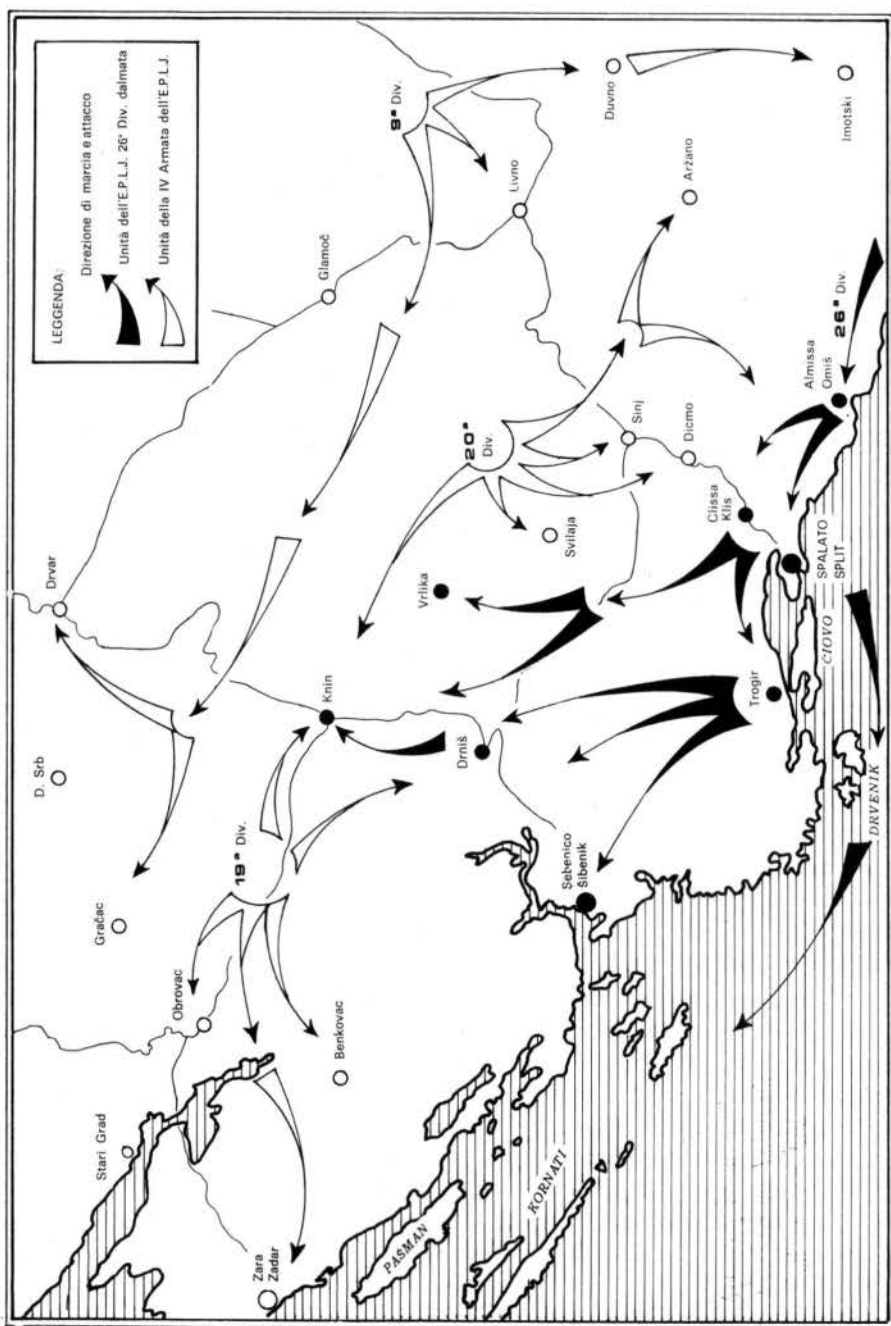 LEGGENDA:
Direzione di marcia e attacco
Unità dell'E.P.L.J. 26ª Div. dalmata
Unità della IV Armata dell'E.P.L.J.
Drvar
D. Srb
Gračac
Obrovac
Stari Grad
Zara
Zadar
Benkovac
19ª Div.
Knin
Glamoč
9ª Div.
Livno
Duvno
Imotski
Aržano
20ª
Div.
Sinj
Dicmo
Svilaja
Vrlika
Drniš
Clissa
Klis
Almissa
Omiš
26ª Div.
SPALATO
SPLIT
ČIOVO
Trogir
Sebenico
Šibenik
DRVENIK
PASMAN
KORNATI